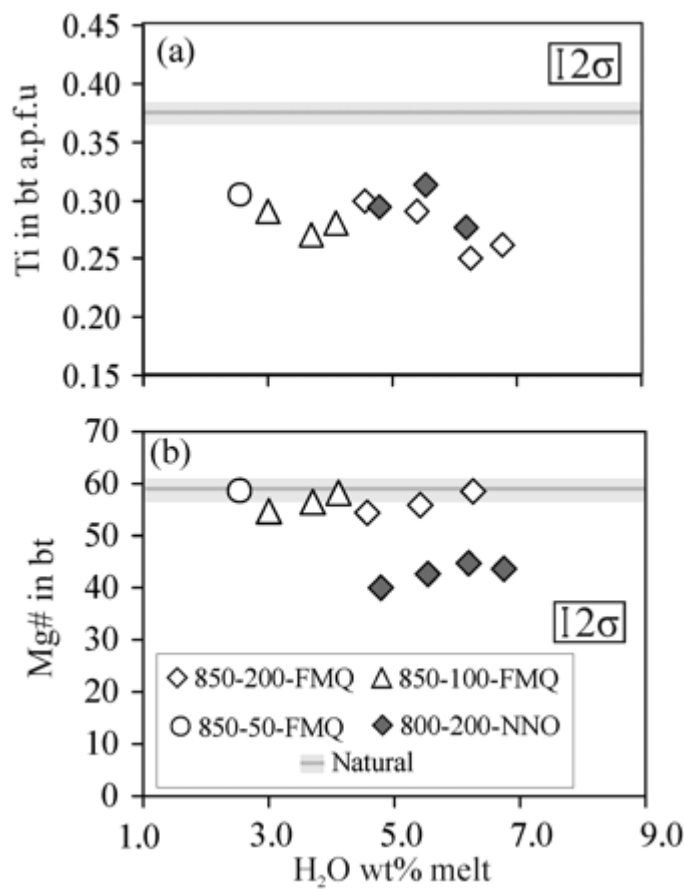 0.45
(a)
2σ
0.40
0.35
0.30
0.25
0.20
0.15
Ti in bt a.p.f.u
70
(b)
60
50
40
30
20
10
0
Mg# in bt
2σ
850-200-FMQ 850-100-FMQ
850-50-FMQ 800-200-NNO
Natural
1.0 3.0 5.0 7.0 9.0
H₂O wt% melt